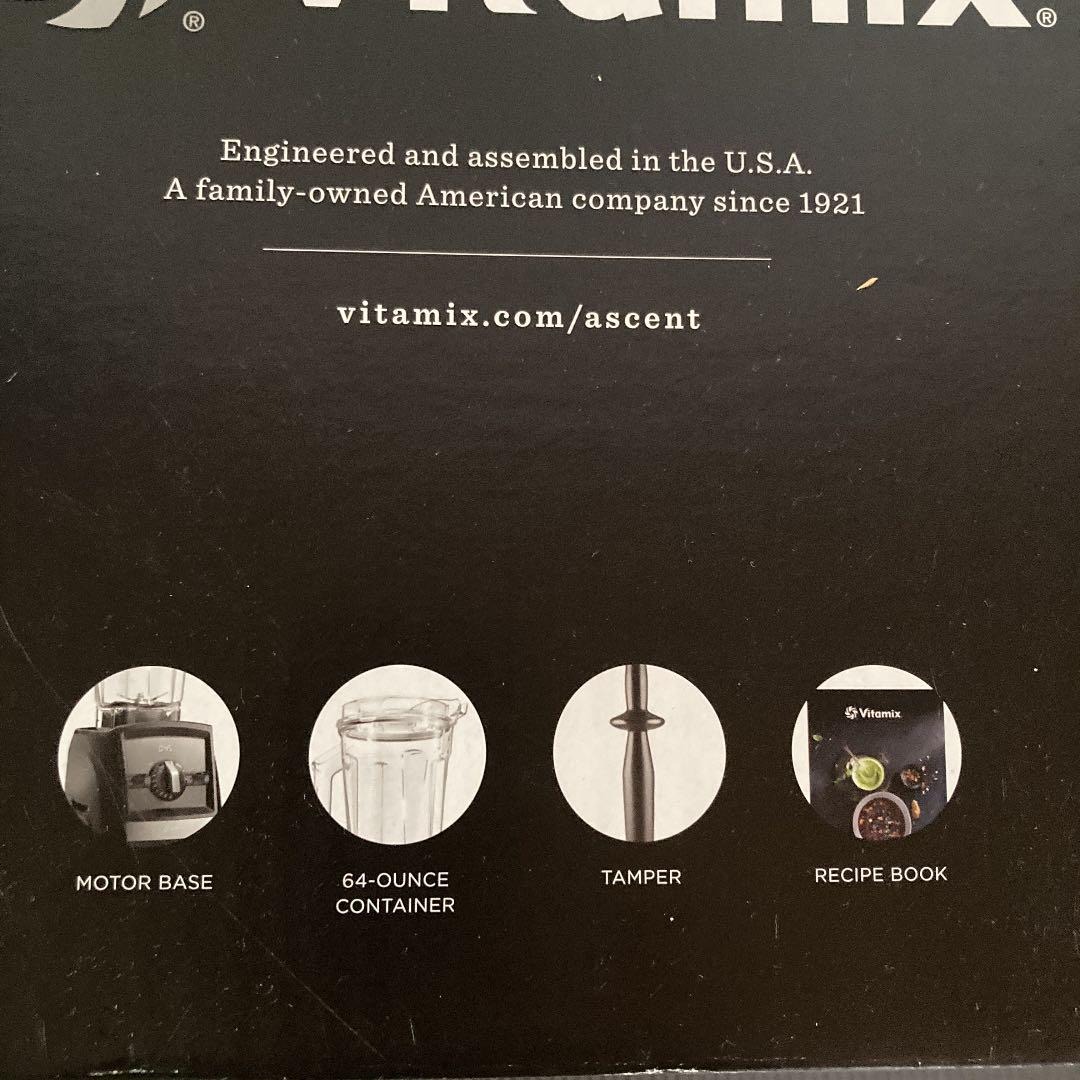 Vitamix®
Engineered and assembled in the U.S.A.
A family-owned American company since 1921
vitamix.com/ascent
Vitamix
MOTOR BASE
64-OUNCE
CONTAINER
TAMPER
RECIPE BOOK